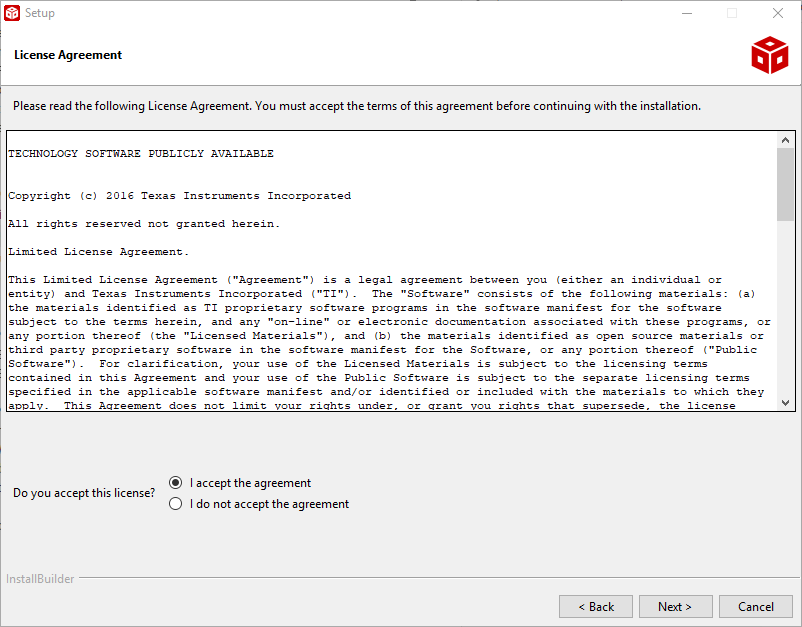 Setup
License Agreement
Please read the following License Agreement. You must accept the terms of this agreement before continuing with the installation.
TECHNOLOGY SOFTWARE PUBLICLY AVAILABLE
Copyright (c) 2016 Texas Instruments Incorporated
All rights reserved not granted herein.
Limited License Agreement.
This Limited License Agreement ("Agreement") is a legal agreement between you (either an individual or
entity) and Texas Instruments Incorporated ("TI").  The "Software" consists of the following materials: (a)
the materials identified as TI proprietary software programs in the software manifest for the software
subject to the terms herein, and any "on-line" or electronic documentation associated with these programs, or
any portion thereof (the "Licensed Materials"), and (b) the materials identified as open source materials or
third party proprietary software in the software manifest for the Software, or any portion thereof ("Public
Software").  For clarification, your use of the Licensed Materials is subject to the licensing terms
contained in this Agreement and your use of the Public Software is subject to the separate licensing terms
specified in the applicable software manifest and/or identified or included with the materials to which they
apply.  This Agreement does not limit your rights under, or grant you rights that supersede, the license
Do you accept this license?
I accept the agreement
I do not accept the agreement
InstallBuilder
< Back
Next >
Cancel